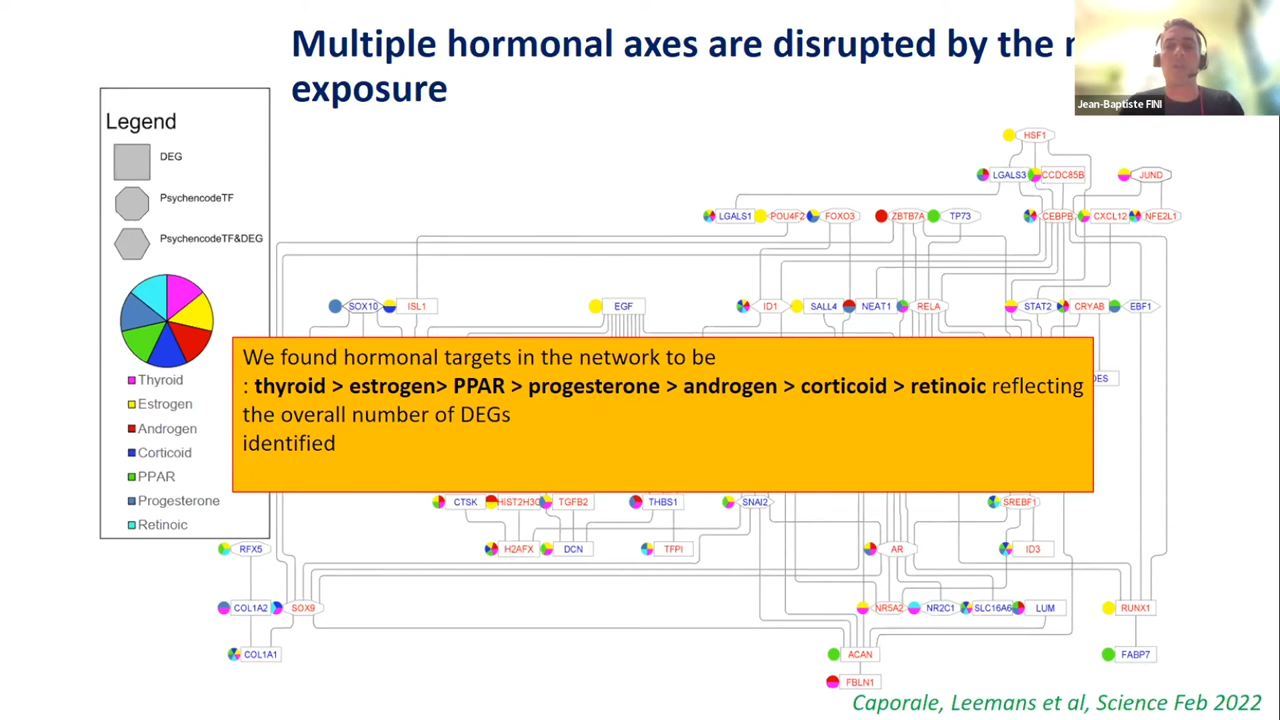 Multiple hormonal axes are disrupted by the
exposure
Jean-Baptiste FINI
Legend
DEG
PsychencodeTF
PsychencodeTF&DEG
Thyroid
Estrogen
Androgen
Corticoid
PPAR
Progesterone
Retinoic
HSF1
LGALS3 CCDC85B JUND
LGALS1 POU4F2 FOXO3 ZBTB7A TP73 CEBPB CXCL12 NFE2L1
SOX10 ISL1 EGF ID1 SALL4 NEAT1 RELA STAT2 CRYAB EBF1
We found hormonal targets in the network to be
: thyroid > estrogen> PPAR > progesterone > androgen > corticoid > retinoic reflecting
the overall number of DEGs
identified
CTSK TGFB2 THBS1 SNAI2 SREBF1
RFX5 H2AFX DCN TFPI AR ID3
COL1A2 SOX9 NR5A2 NR2C1 SLC16A6 LUM RUNX1
COL1A1 ACAN FABP7
FBLN1
Caporale, Leemans et al, Science Feb 2022